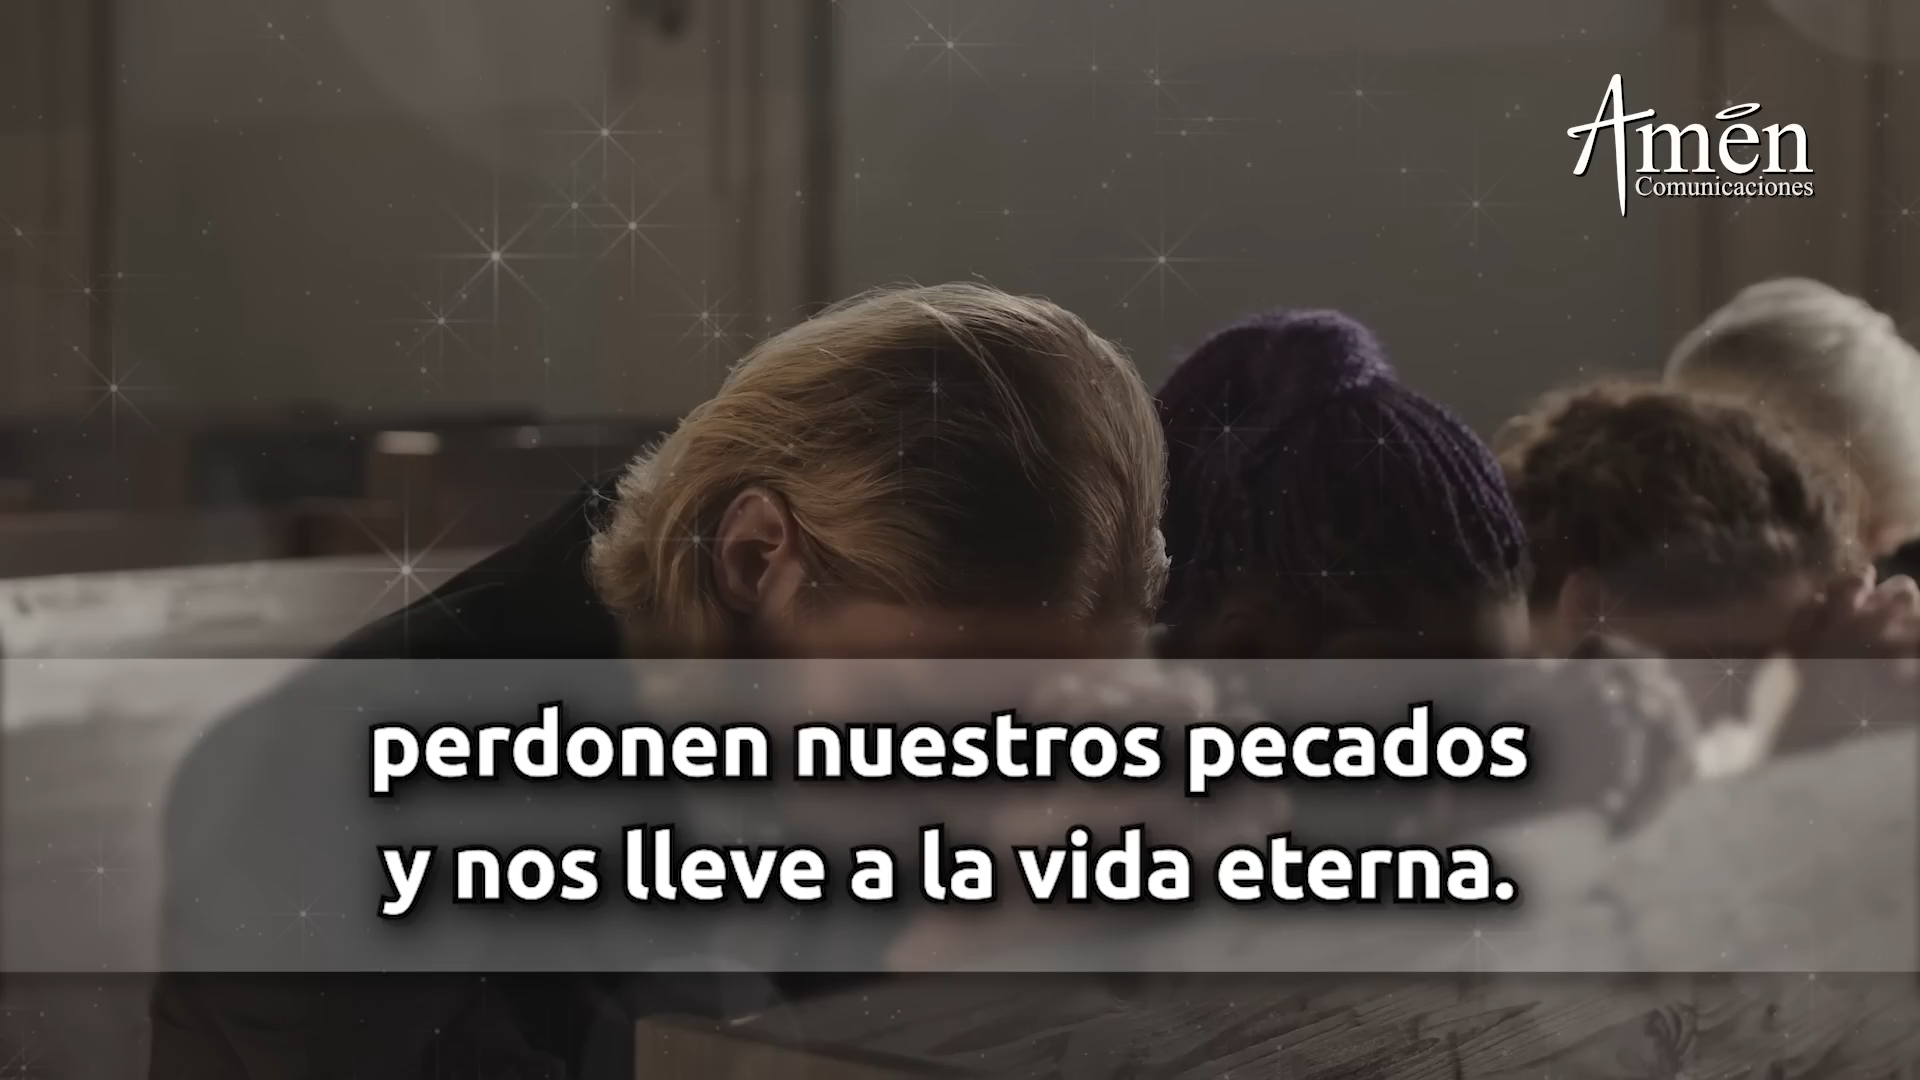 Amén
Comunicaciones
perdonen nuestros pecados
y nos lleve a la vida eterna.